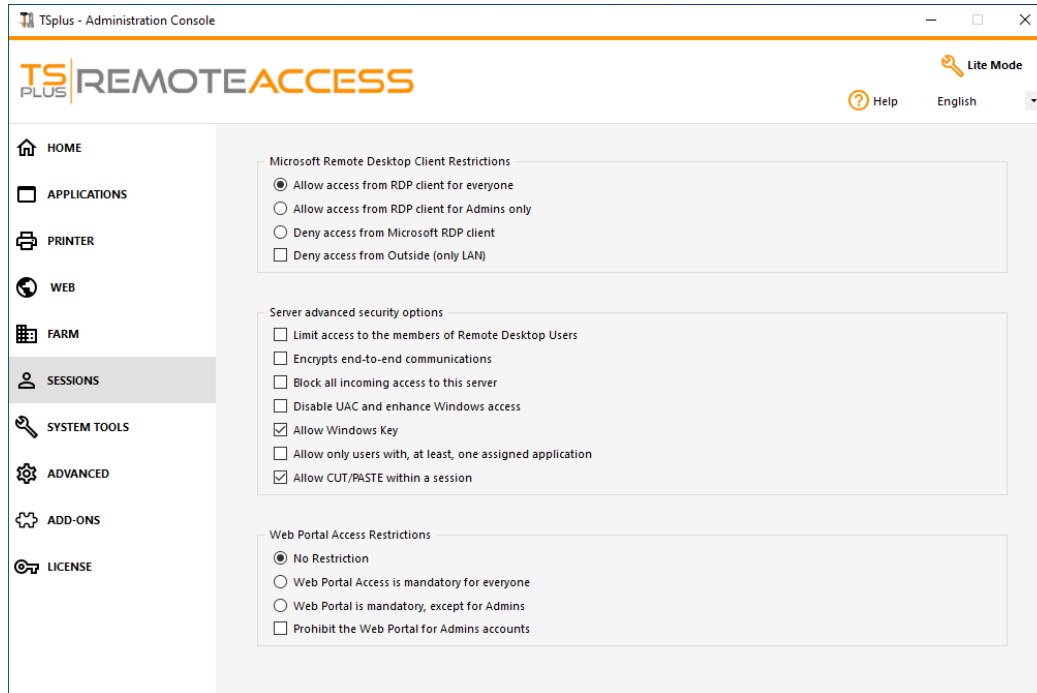 TSplus - Administration Console
TS PLUS REMOTEACCESS
Lite Mode
Help
English
HOME
APPLICATIONS
PRINTER
WEB
FARM
SESSIONS
SYSTEM TOOLS
ADVANCED
ADD-ONS
LICENSE
Microsoft Remote Desktop Client Restrictions
Allow access from RDP client for everyone
Allow access from RDP client for Admins only
Deny access from Microsoft RDP client
Deny access from Outside (only LAN)
Server advanced security options
Limit access to the members of Remote Desktop Users
Encrypts end-to-end communications
Block all incoming access to this server
Disable UAC and enhance Windows access
Allow Windows Key
Allow only users with, at least, one assigned application
Allow CUT/PASTE within a session
Web Portal Access Restrictions
No Restriction
Web Portal Access is mandatory for everyone
Web Portal is mandatory, except for Admins
Prohibit the Web Portal for Admins accounts